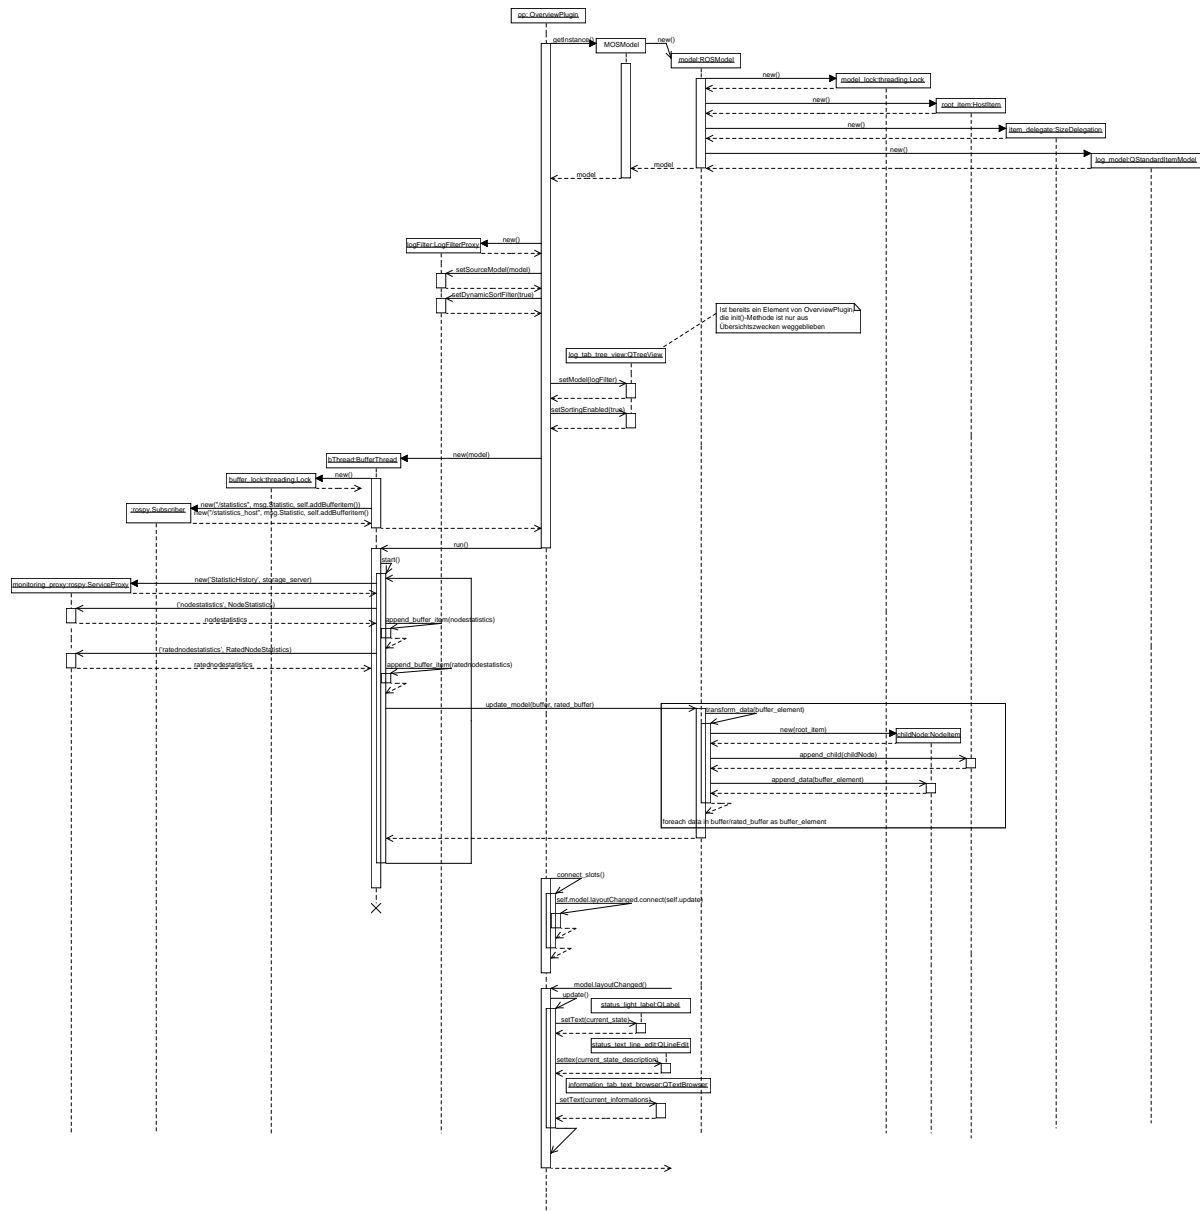 op: OverviewPlugin
getInstance()
MOSModel
new()
model:ROSModel
new()
model_lock:threading.Lock
new()
root_item:HostItem
new()
item_delegate:SizeDelegation
new()
log_model:QStandardItemModel
model
model
new()
logFilter:LogFilterProxy
setSourceModel(model)
setDynamicSortFilter(true)
Ist bereits ein Element von OverviewPlugin
die init()-Methode ist nur aus
Übersichtszwecken weggeblieben
log_tab_tree_view:QTreeView
setModel(logFilter)
setSortingEnabled(true)
new(model)
bThread:BufferThread
new()
buffer_lock:threading.Lock
new("/statistics", msg.Statistic, self.addBufferitem())
:rospy.Subscriber
new("/statistics_host", msg.Statistic, self.addBufferitem()
run()
start()
new('StatisticHistory', storage_server)
monitoring_proxy:rospy.ServiceProxy
('nodestatistics', NodeStatistics)
nodestatistics
append_buffer_item(nodestatistics)
('ratednodestatistics', RatedNodeStatistics)
ratednodestatistics
append_buffer_item(ratednodestatistics)
update_model(buffer, rated_buffer)
transform_data(buffer_element)
new(root_item)
childNode:NodeItem
append_child(childNode)
append_data(buffer_element)
foreach data in buffer/rated_buffer as buffer_element
connect_slots()
self.model.layoutChanged.connect(self.update)
model.layoutChanged()
update()
status_light_label:QLabel
setText(current_state)
status_text_line_edit:QLineEdit
settex(current_state_description)
information_tab_text_browser:QTextBrowser
setText(current_informations)